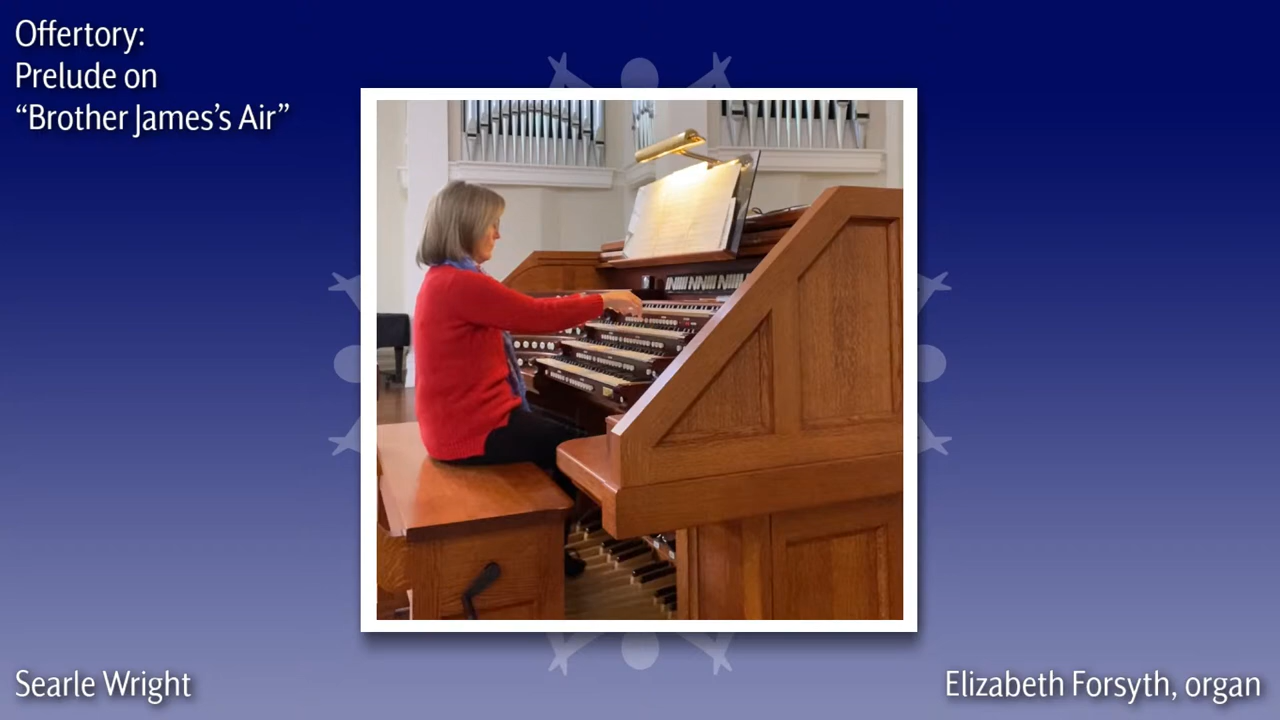 Offertory:
Prelude on
“Brother James’s Air”
Searle Wright
Elizabeth Forsyth, organ